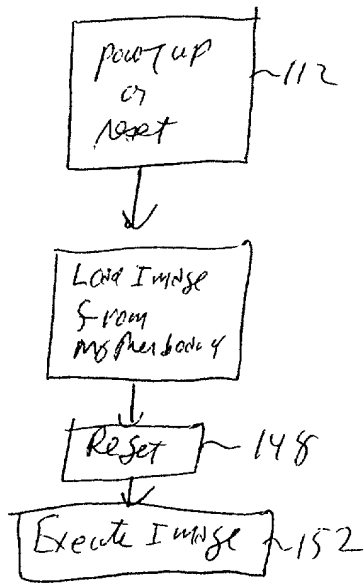 power up
or
reset
112
Load Image
from
motherboard
Reset
148
Execute Image
152